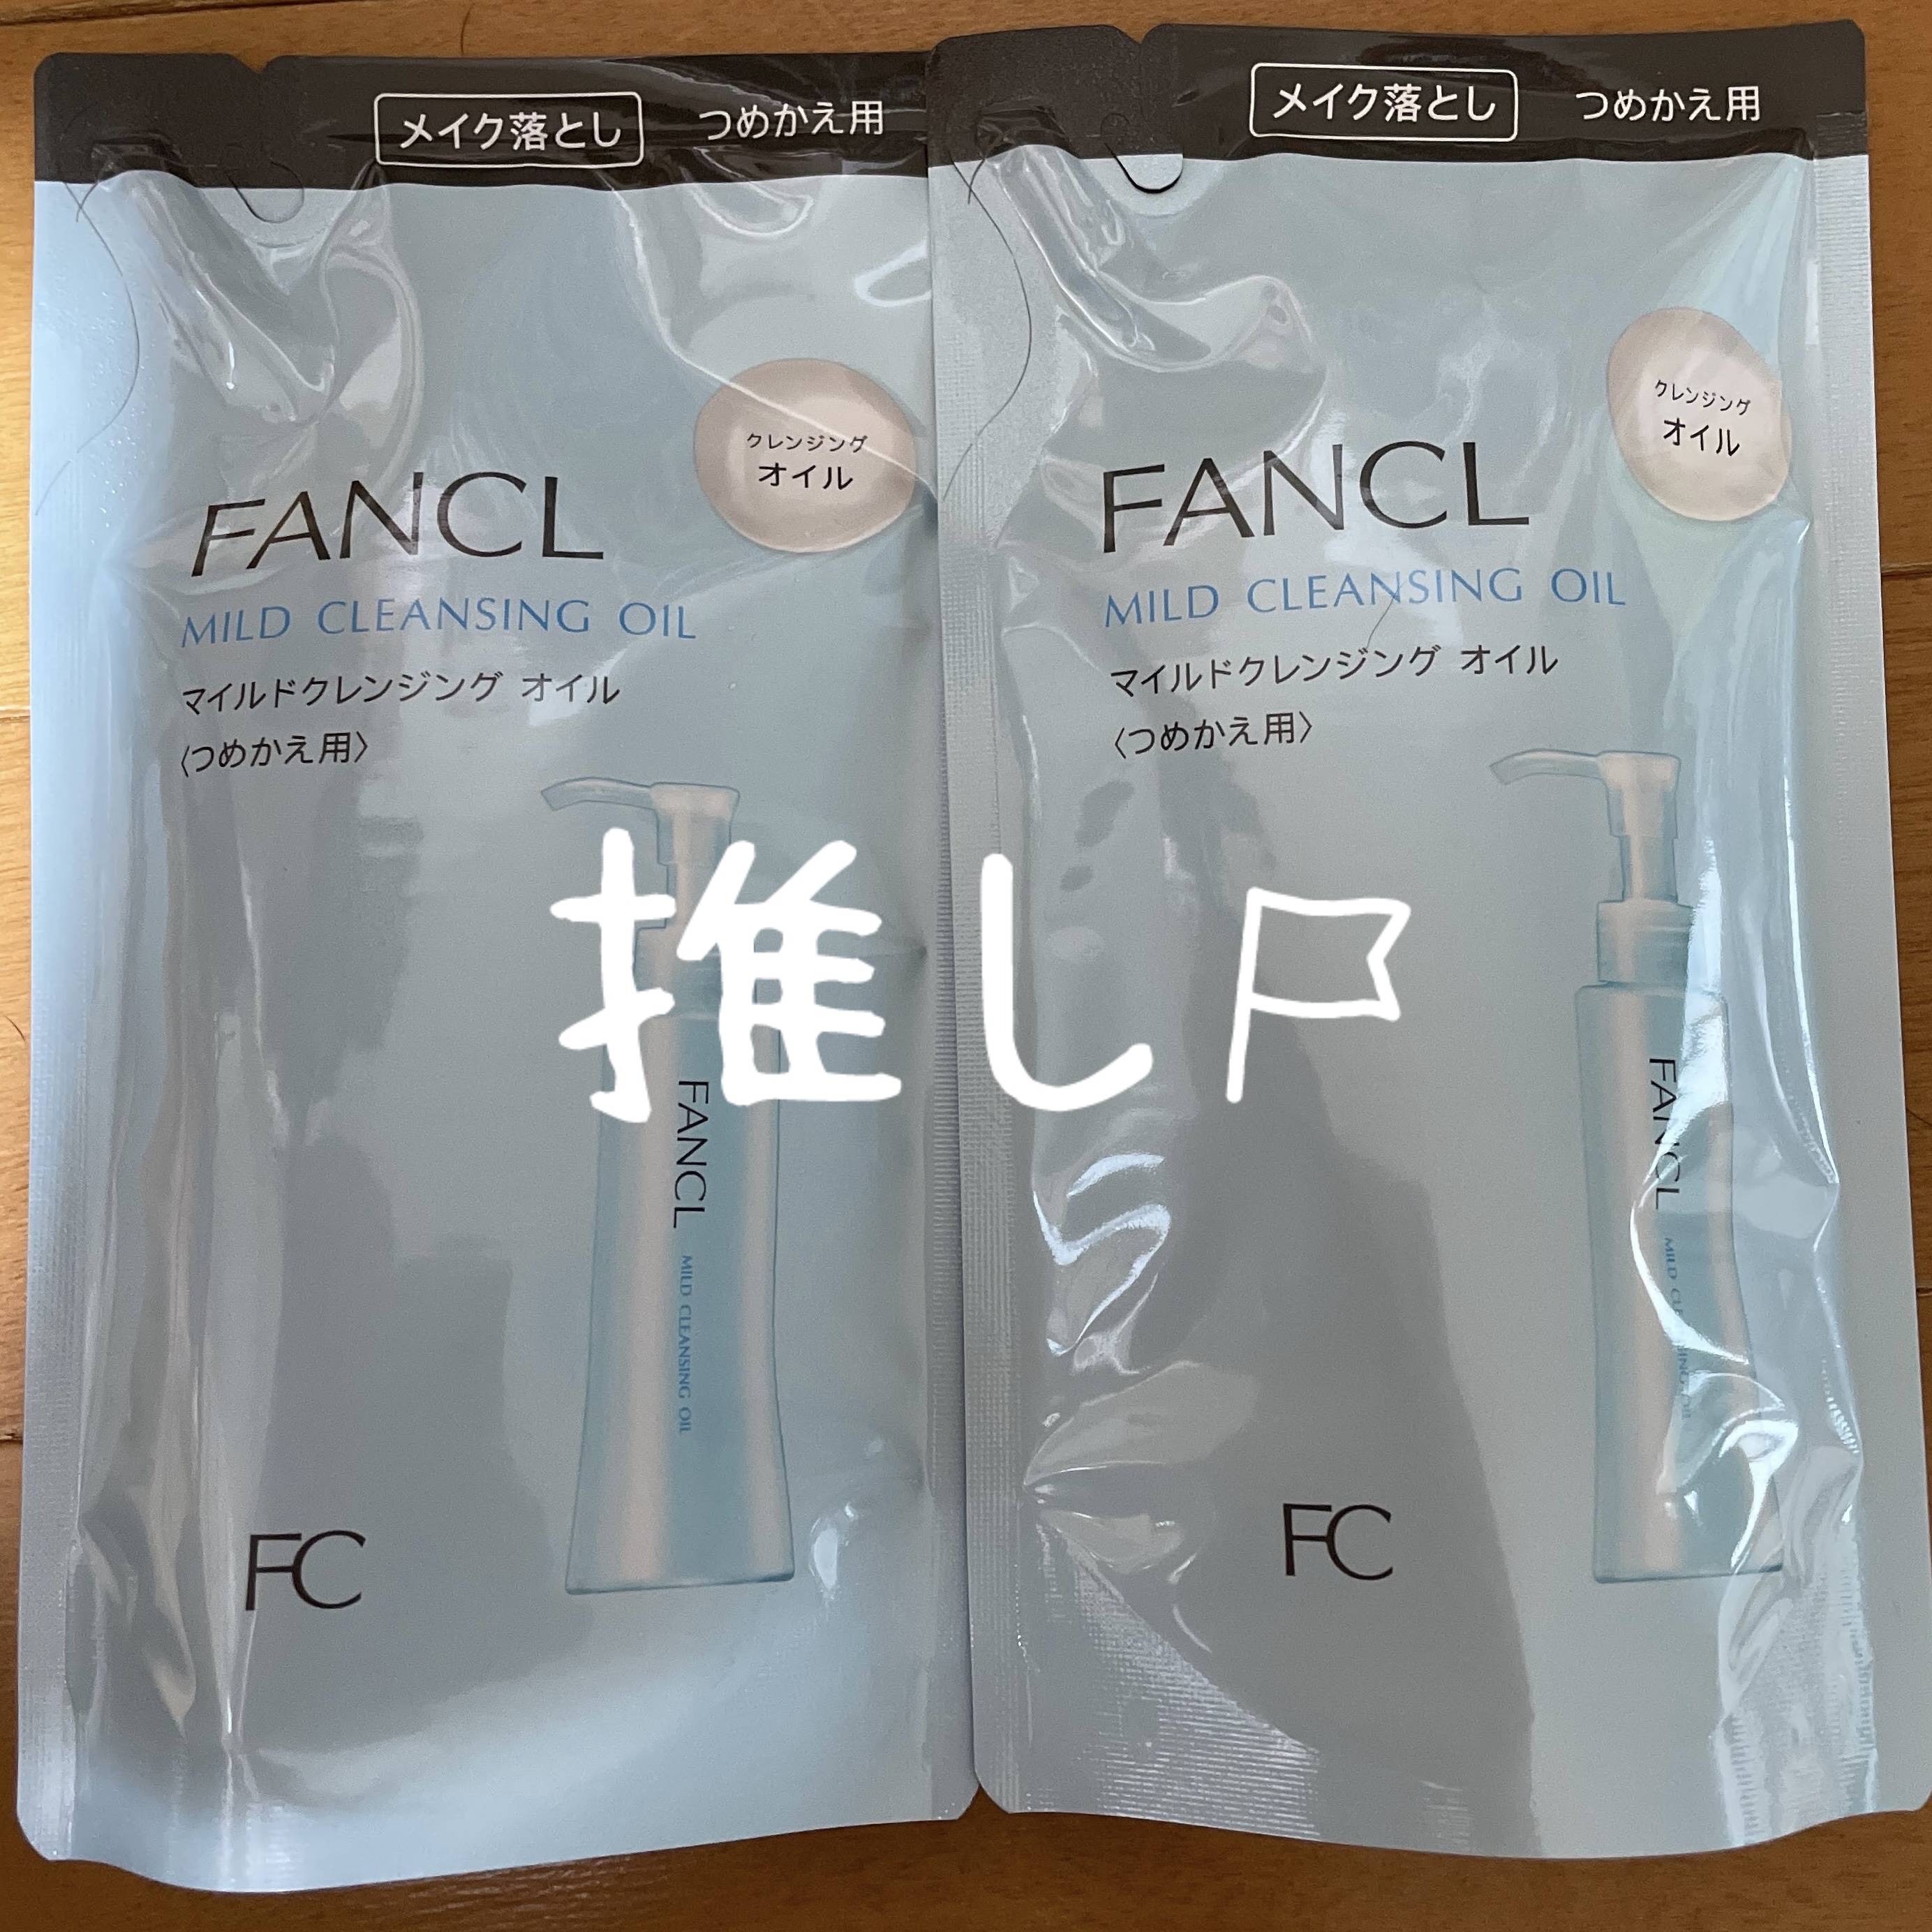 メイク落とし つめかえ用
クレンジング
オイル
FANCL
MILD CLEANSING OIL
マイルドクレンジング オイル
〈つめかえ用〉
FANCL MILD CLEANSING OIL
FC
メイク落とし つめかえ用
クレンジング
オイル
FANCL
MILD CLEANSING OIL
マイルドクレンジング オイル
〈つめかえ用〉
FANCL MILD CLEANSING OIL
FC
推し